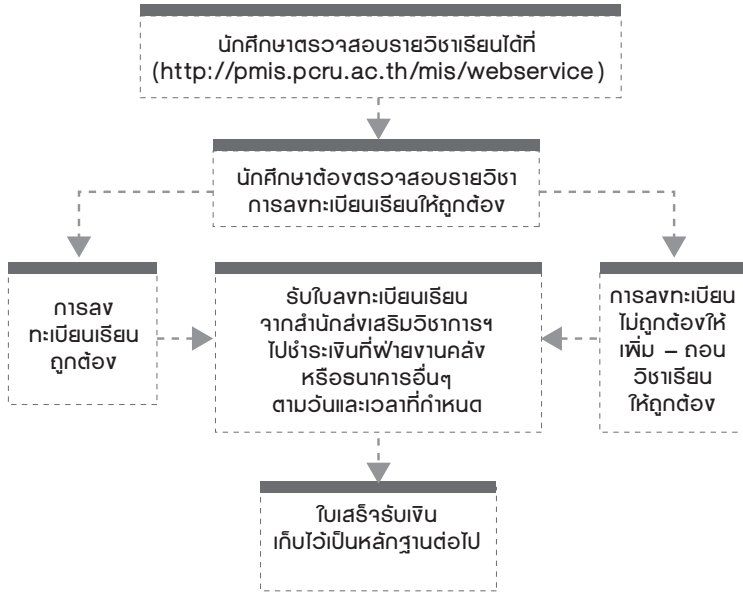 นักศึกษาตรวจสอบรายวิชาเรียนได้ที่
(http://pmis.pcru.ac.th/mis/webservice)
นักศึกษาต้องตรวจสอบรายวิชา
การลงทะเบียนเรียนให้ถูกต้อง
การลง
ทะเบียนเรียน
ถูกต้อง
รับใบลงทะเบียนเรียน
จากสำนักส่งเสริมวิชาการฯ
ไปชำระเงินที่ฝ่ายงานคลัง
หรือธนาคารอื่นๆ
ตามวันและเวลาที่กำหนด
การลงทะเบียน
ไม่ถูกต้องให้
เพิ่ม – ถอน
วิชาเรียน
ให้ถูกต้อง
ใบเสร็จรับเงิน
เก็บไว้เป็นหลักฐานต่อไป